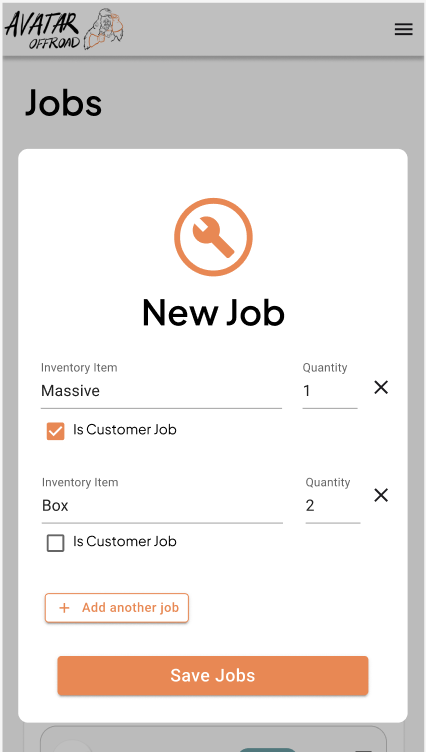 AVATAR
OFFROAD
Jobs
New Job
Inventory Item
Quantity
Massive
1
Is Customer Job
Inventory Item
Quantity
Box
2
Is Customer Job
+ Add another job
Save Jobs